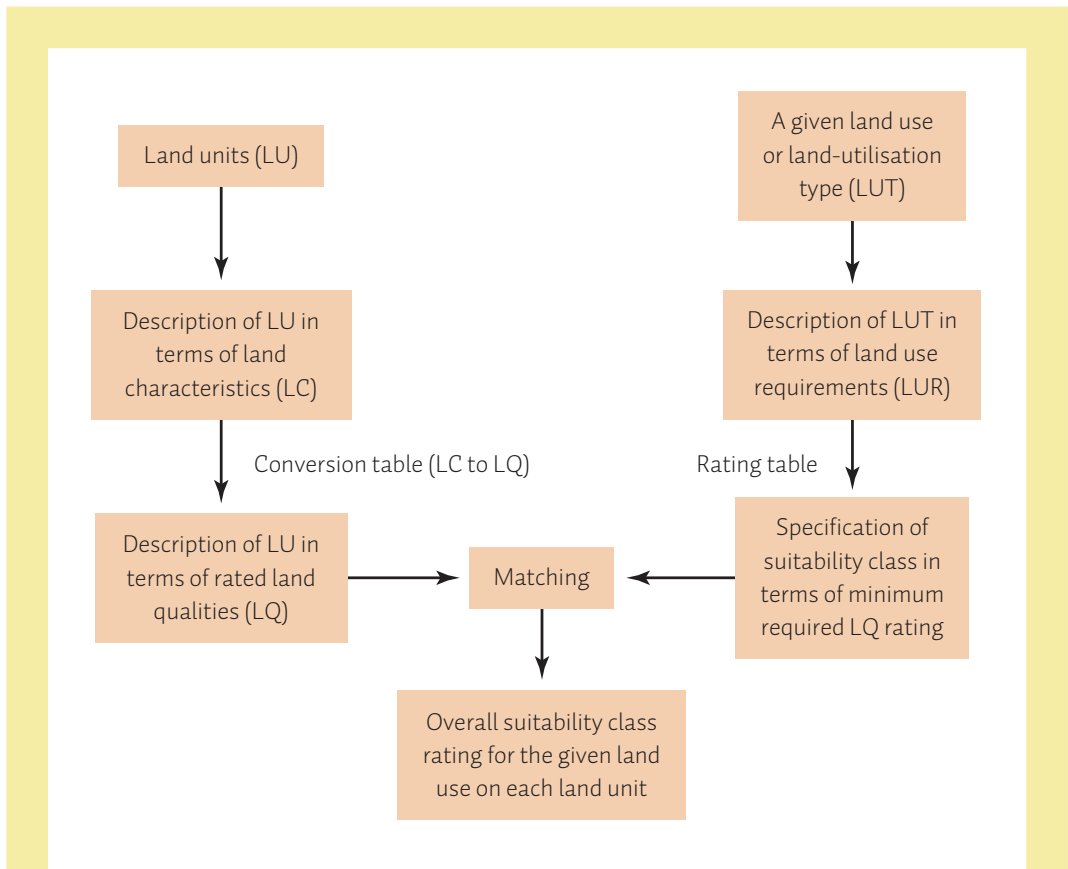 Land units (LU)
A given land use
or land-utilisation
type (LUT)
Description of LU in
terms of land
characteristics (LC)
Description of LUT in
terms of land use
requirements (LUR)
Conversion table (LC to LQ)
Rating table
Description of LU in
terms of rated land
qualities (LQ)
Matching
Specification of
suitability class in
terms of minimum
required LQ rating
Overall suitability class
rating for the given land
use on each land unit